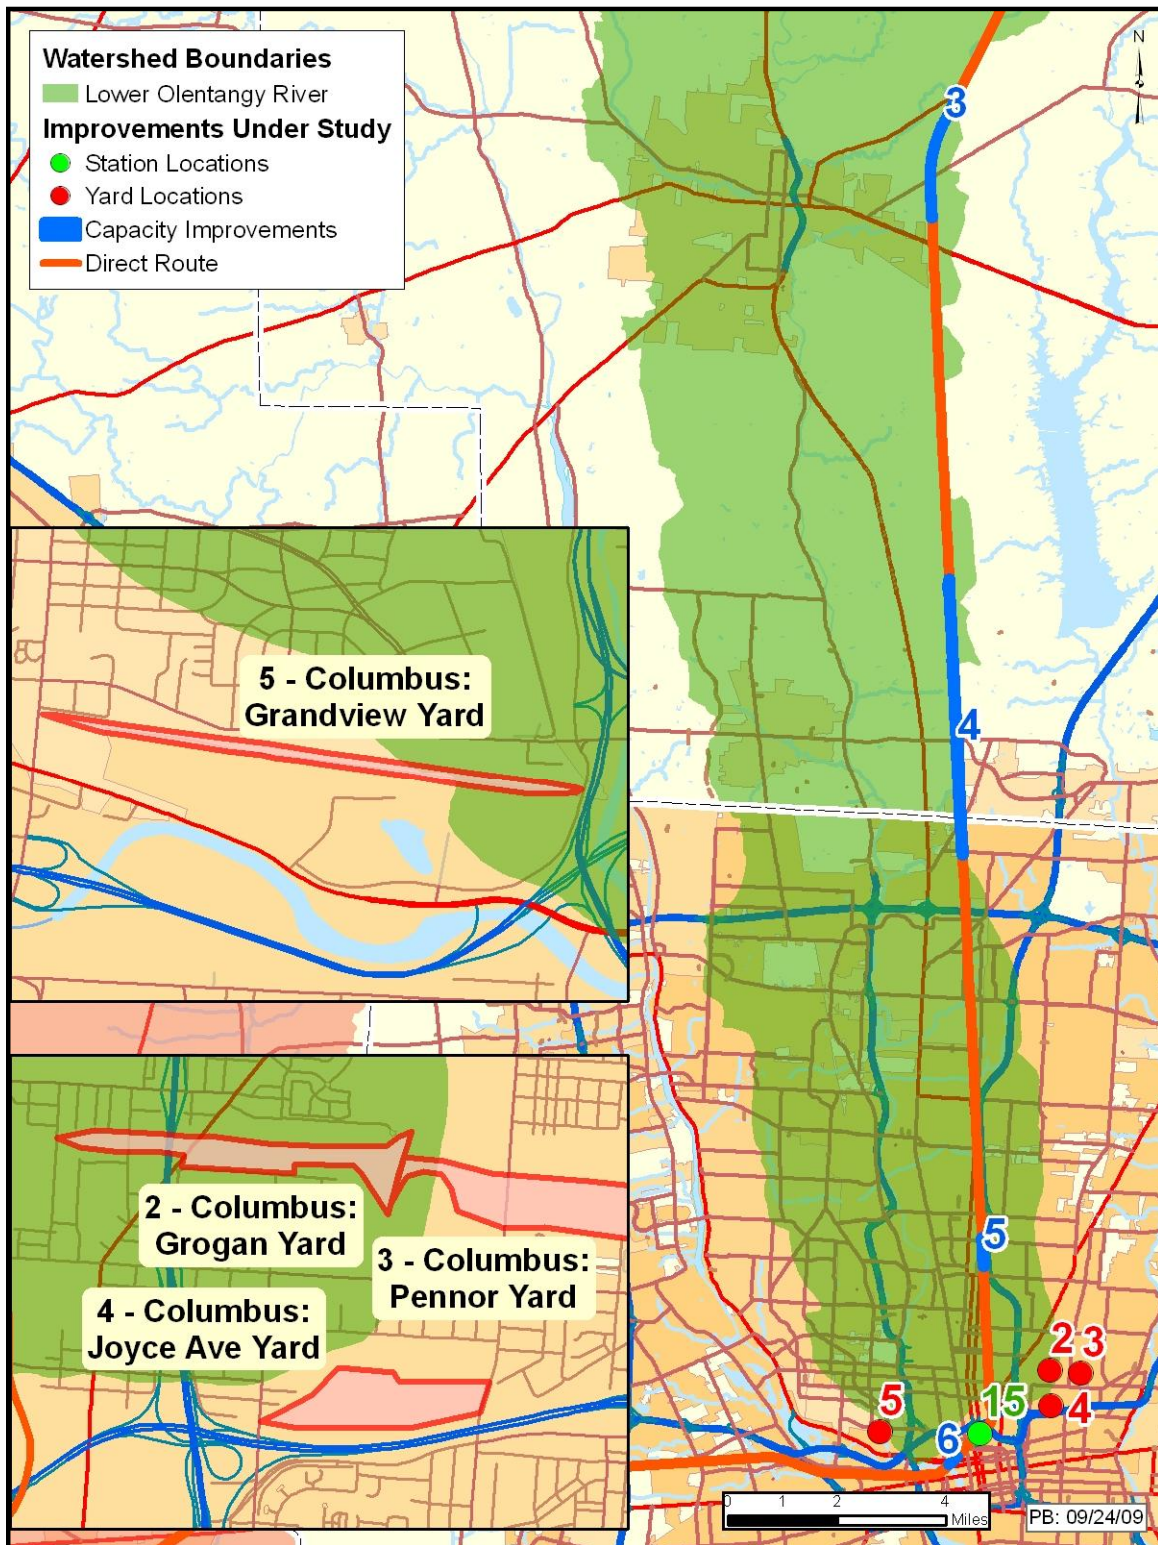 Watershed Boundaries
Lower Olentangy River
Improvements Under Study
Station Locations
Yard Locations
Capacity Improvements
Direct Route
N
3
4
5 - Columbus:
Grandview Yard
2 - Columbus:
Grogan Yard
3 - Columbus:
Pennor Yard
4 - Columbus:
Joyce Ave Yard
5
2 3
5
15
4
6
0 1 2 4
Miles
PB: 09/24/09